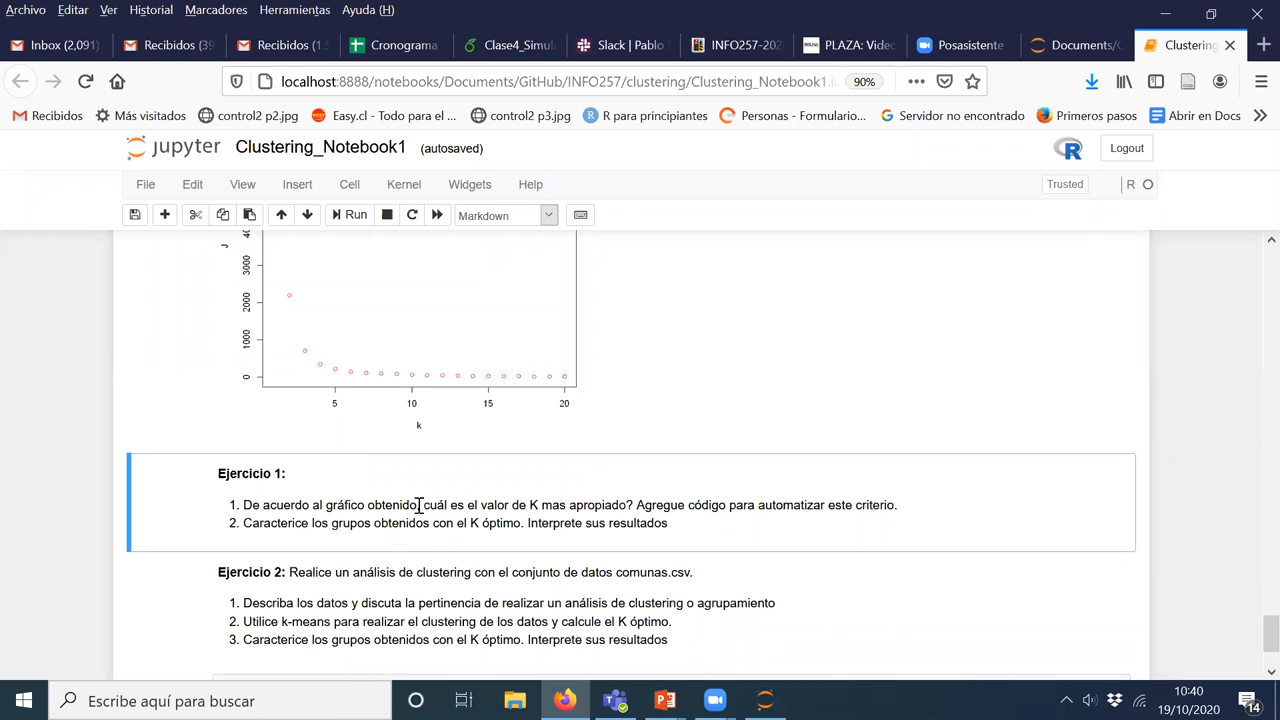 Archivo Editar Ver Historial Marcadores Herramientas Ayuda (H)
Inbox (2,091) Recibidos (39 Recibidos (1.5 Cronograma Clase4_Simul Slack | Pablo INFO257-202 PLAZA: Video Posasistente Documents/C Clustering_
localhost:8888/notebooks/Documents/GitHub/INFO257/clustering/Clustering_Notebook1.i 90%
Recibidos Más visitados control2 p2.jpg Easy.cl - Todo para el ... control2 p3.jpg R para principiantes Personas - Formulario... Servidor no encontrado Primeros pasos Abrir en Docs
jupyter Clustering_Notebook1 (autosaved) Logout
File Edit View Insert Cell Kernel Widgets Help Trusted R
Run Markdown
J
3000
2000
1000
0
5 10 15 20
k
Ejercicio 1:
1. De acuerdo al gráfico obtenido, cuál es el valor de K mas apropiado? Agregue código para automatizar este criterio.
2. Caracterice los grupos obtenidos con el K óptimo. Interprete sus resultados
Ejercicio 2: Realice un análisis de clustering con el conjunto de datos comunas.csv.
1. Describa los datos y discuta la pertinencia de realizar un análisis de clustering o agrupamiento
2. Utilice k-means para realizar el clustering de los datos y calcule el K óptimo.
3. Caracterice los grupos obtenidos con el K óptimo. Interprete sus resultados
Escribe aquí para buscar 10:40
19/10/2020 14